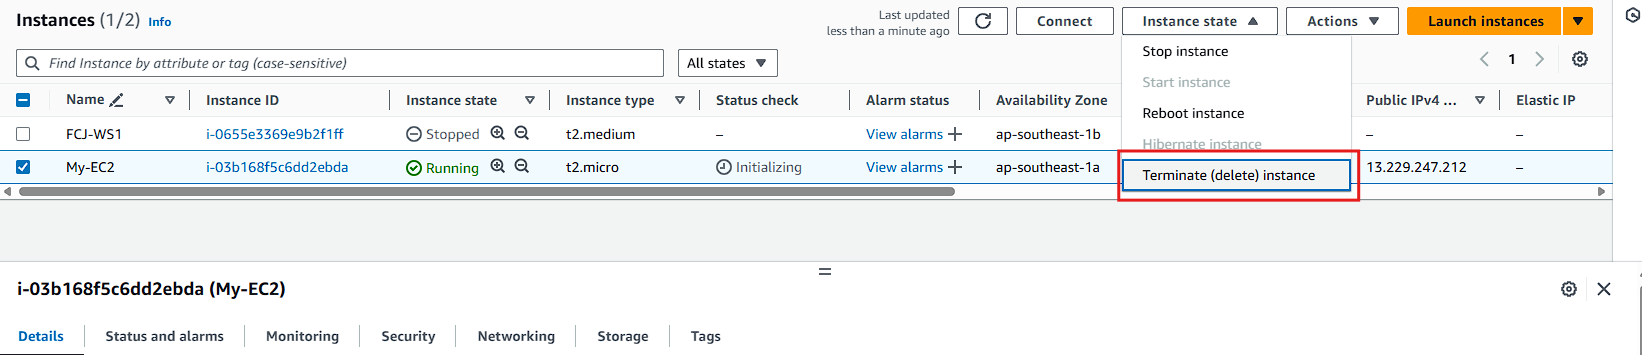 Instances (1/2) Info
Last updated
less than a minute ago
Connect
Instance state
Actions
Launch instances
Find Instance by attribute or tag (case-sensitive)
All states
1
Stop instance
Start instance
Reboot instance
Hibernate instance
Terminate (delete) instance
Name Instance ID Instance state Instance type Status check Alarm status Availability Zone Public IPv4 ... Elastic IP
FCJ-WS1 i-0655e3369e9b2f1ff Stopped t2.medium – View alarms + ap-southeast-1b – –
My-EC2 i-03b168f5c6dd2ebda Running t2.micro Initializing View alarms + ap-southeast-1a 13.229.247.212 –
i-03b168f5c6dd2ebda (My-EC2)
Details Status and alarms Monitoring Security Networking Storage Tags